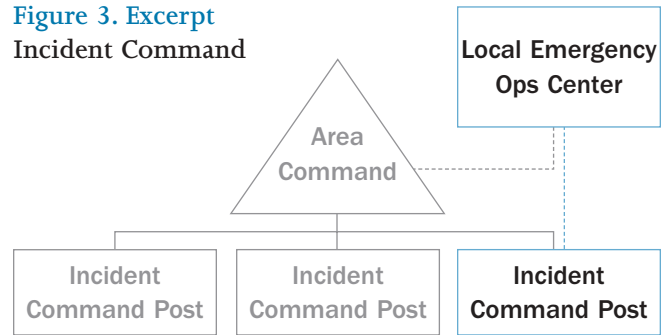 Figure 3. Excerpt
Incident Command
Local Emergency
Ops Center
Area
Command
Incident
Command Post
Incident
Command Post
Incident
Command Post